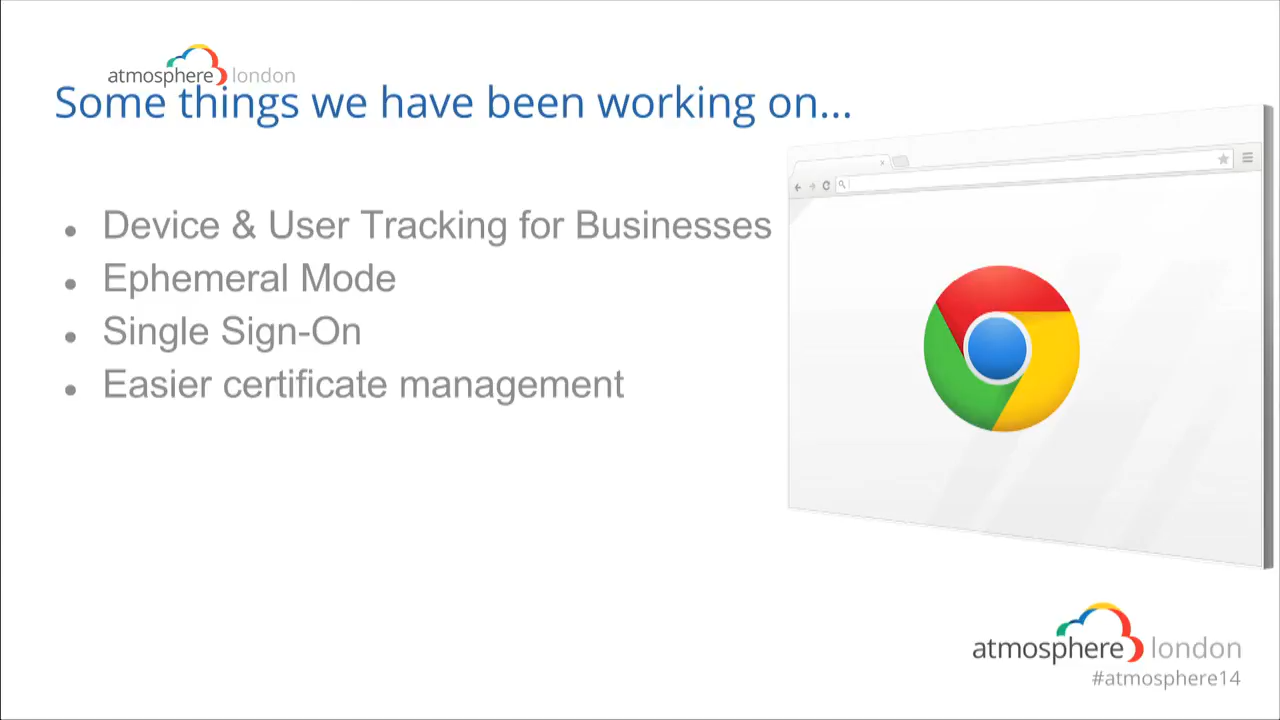 atmosphere london
Some things we have been working on...
• Device & User Tracking for Businesses
• Ephemeral Mode
• Single Sign-On
• Easier certificate management
atmosphere london
#atmosphere14